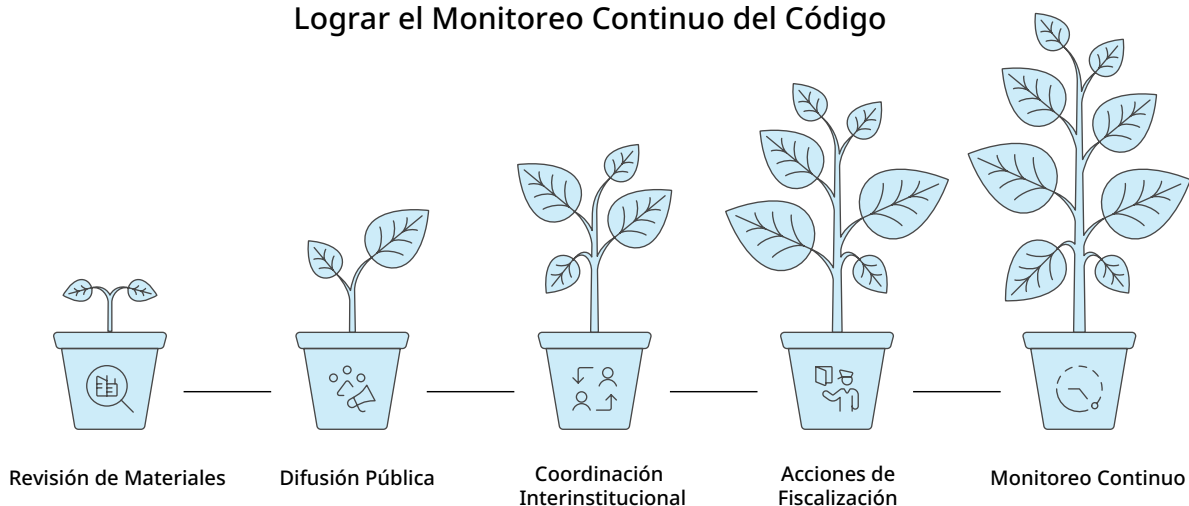 Lograr el Monitoreo Continuo del Código
Revisión de Materiales
Difusión Pública
Coordinación
Interinstitucional
Acciones de
Fiscalización
Monitoreo Continuo